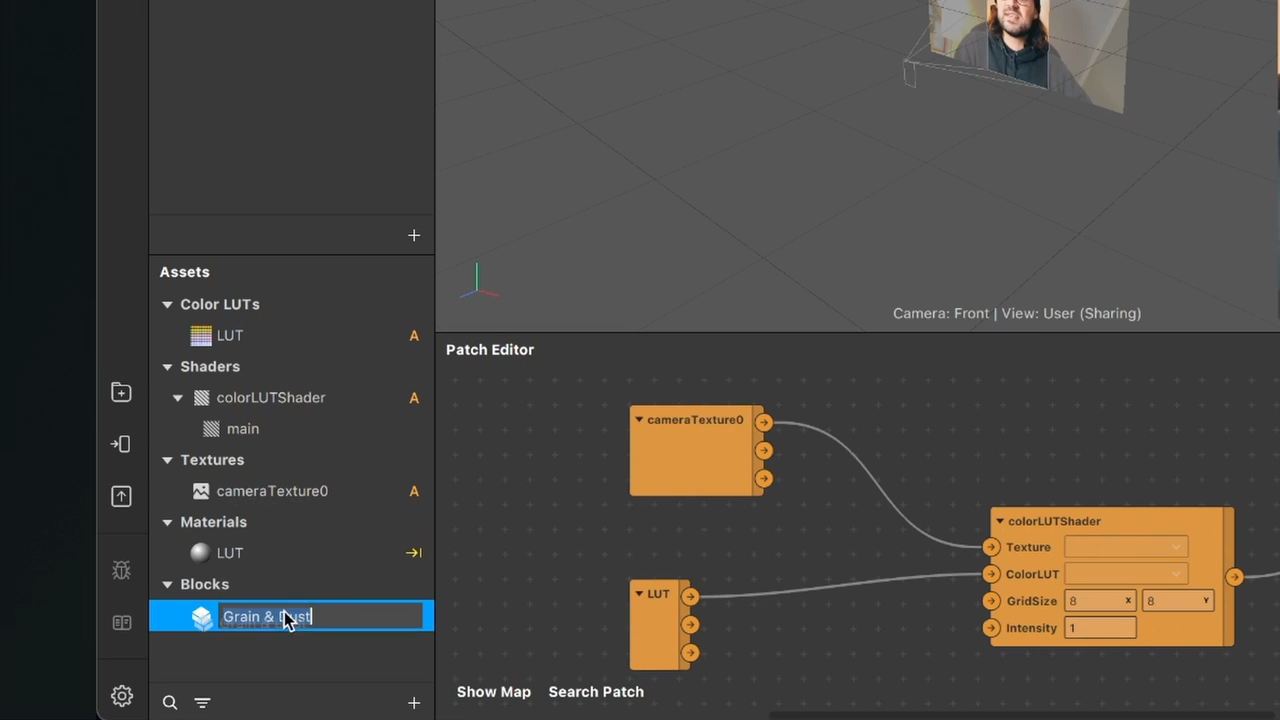 Assets
Color LUTs
LUT A
Shaders
colorLUTShader A
main
Textures
cameraTexture0 A
Materials
LUT
Blocks
Grain & Dust
Camera: Front | View: User (Sharing)
Patch Editor
cameraTexture0
LUT
colorLUTShader
Texture
ColorLUT
GridSize 8 X 8 Y
Intensity 1
Show Map Search Patch